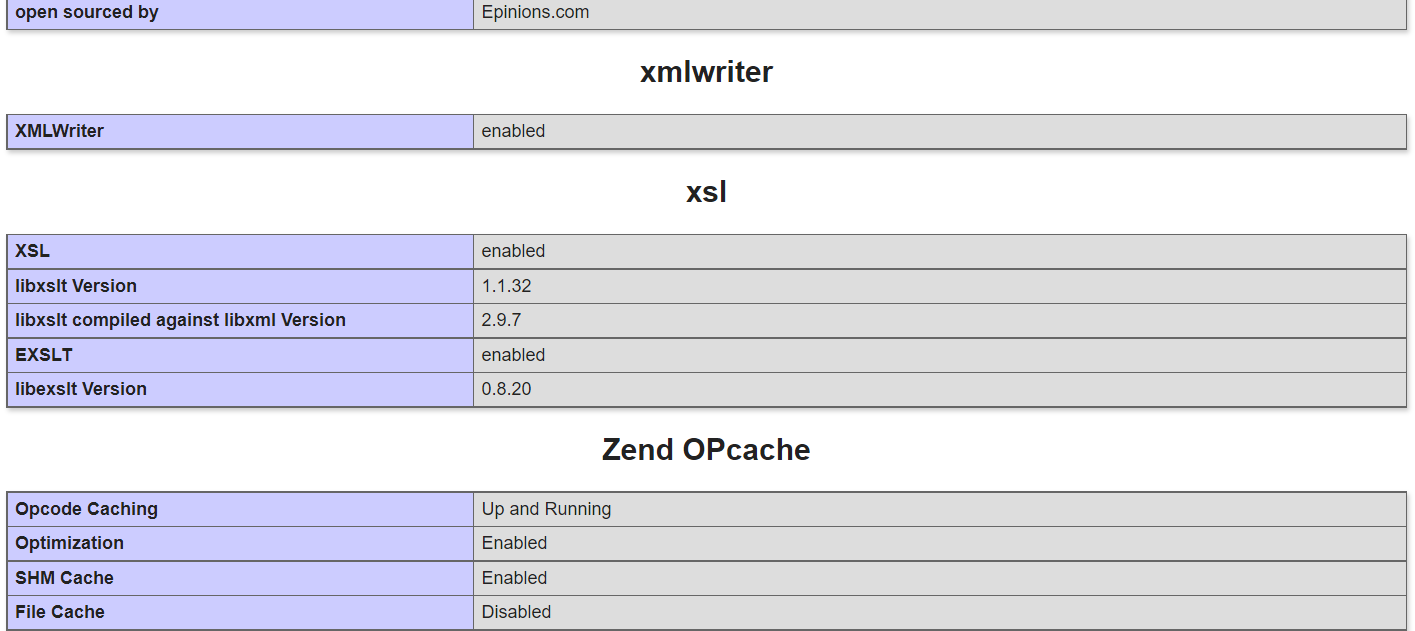 open sourced by Epinions.com
xmlwriter
XMLWriter enabled
xsl
XSL enabled
libxslt Version 1.1.32
libxslt compiled against libxml Version 2.9.7
EXSLT enabled
libexslt Version 0.8.20
Zend OPcache
Opcode Caching Up and Running
Optimization Enabled
SHM Cache Enabled
File Cache Disabled